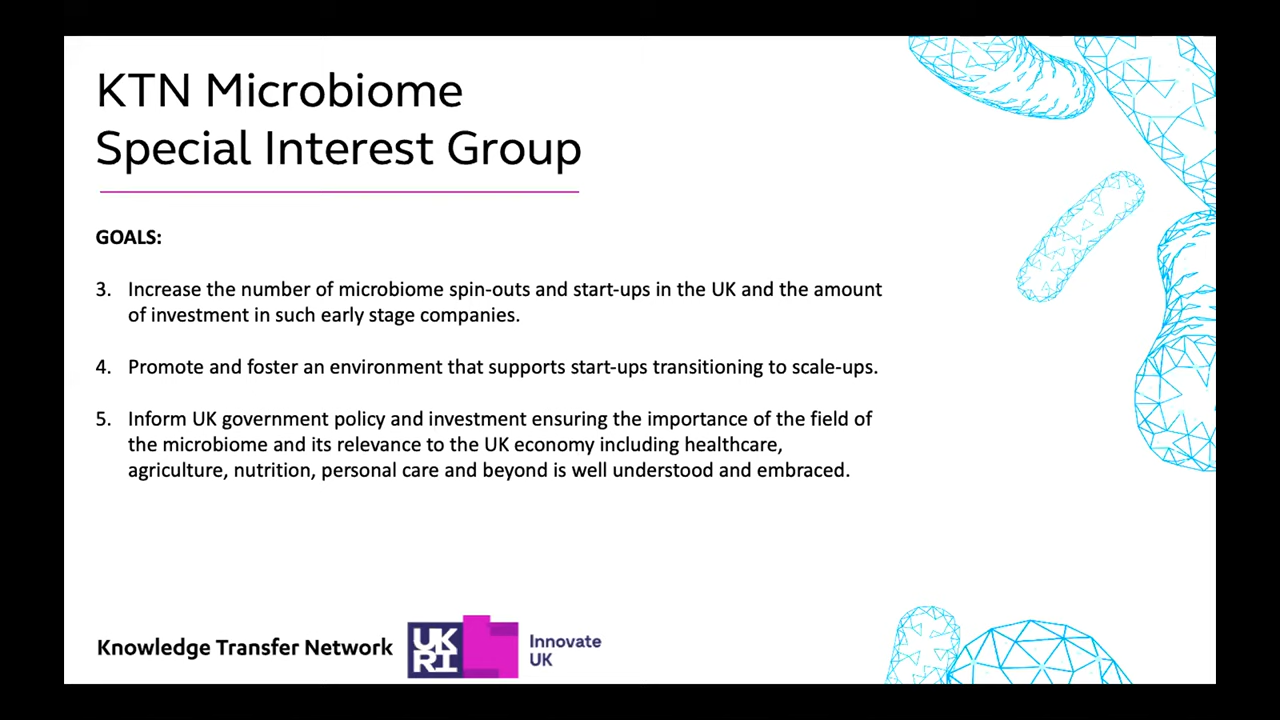 KTN Microbiome
Special Interest Group
GOALS:
3. Increase the number of microbiome spin-outs and start-ups in the UK and the amount
of investment in such early stage companies.
4. Promote and foster an environment that supports start-ups transitioning to scale-ups.
5. Inform UK government policy and investment ensuring the importance of the field of
the microbiome and its relevance to the UK economy including healthcare,
agriculture, nutrition, personal care and beyond is well understood and embraced.
Knowledge Transfer Network
UK
RI
Innovate
UK